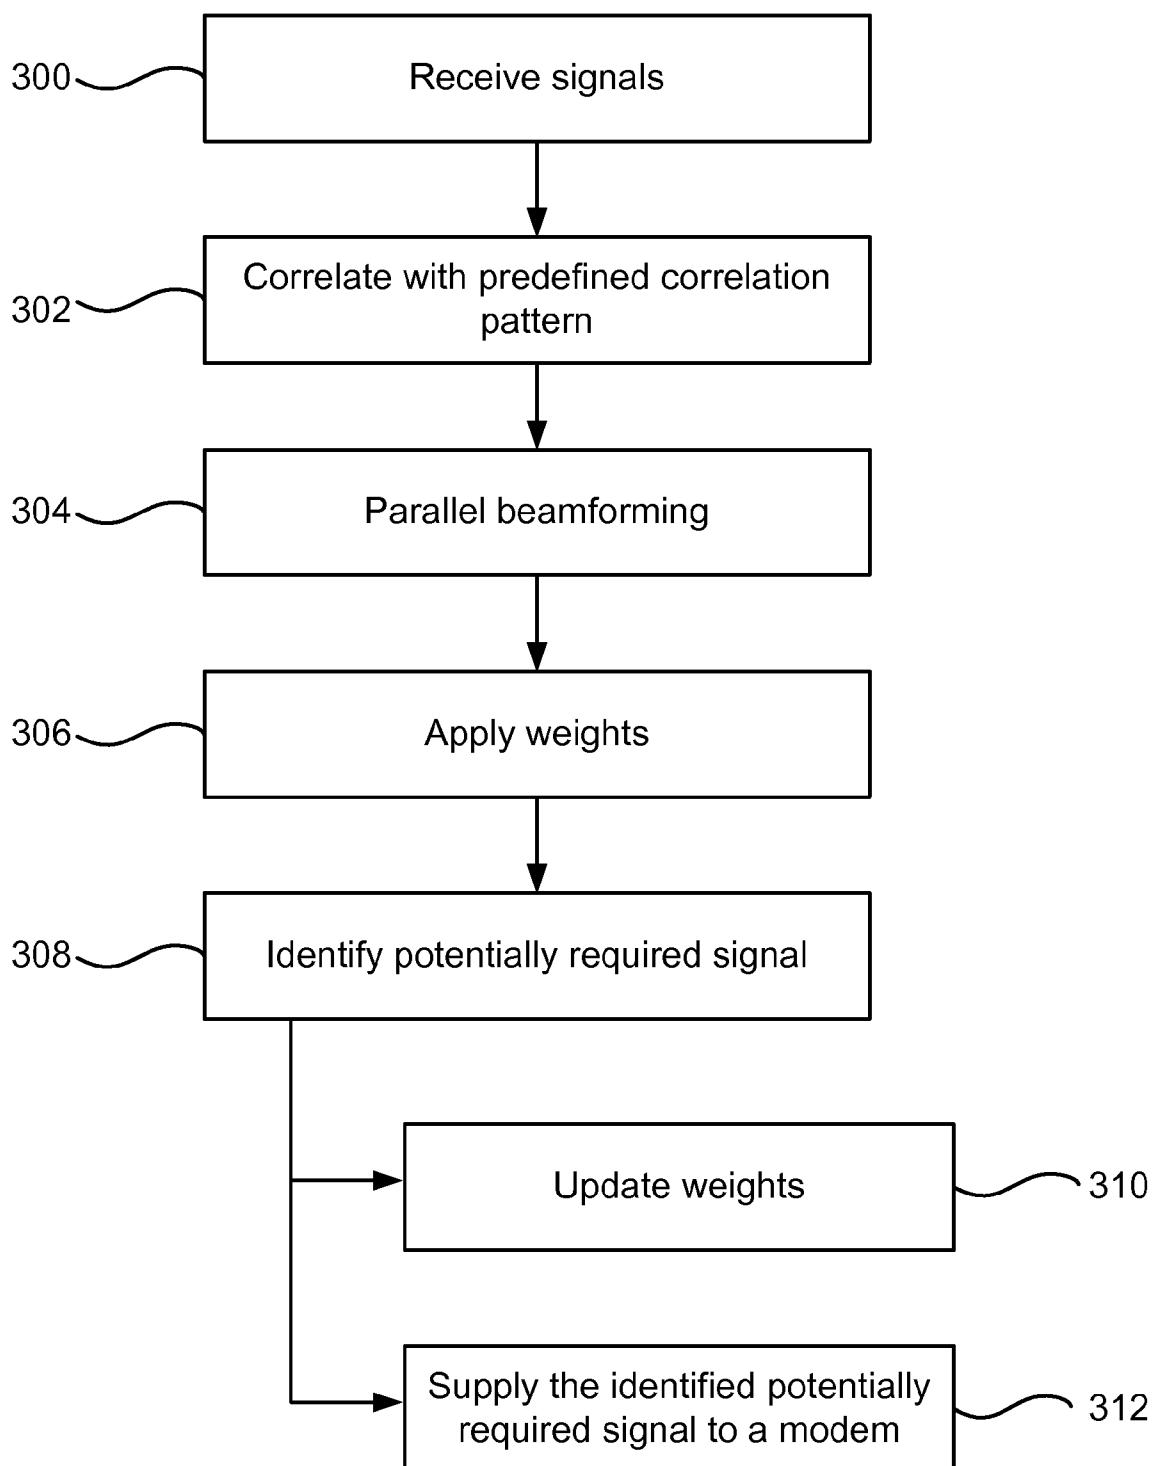 300
Receive signals
302
Correlate with predefined correlation
pattern
304
Parallel beamforming
306
Apply weights
308
Identify potentially required signal
Update weights
310
Supply the identified potentially
required signal to a modem
312